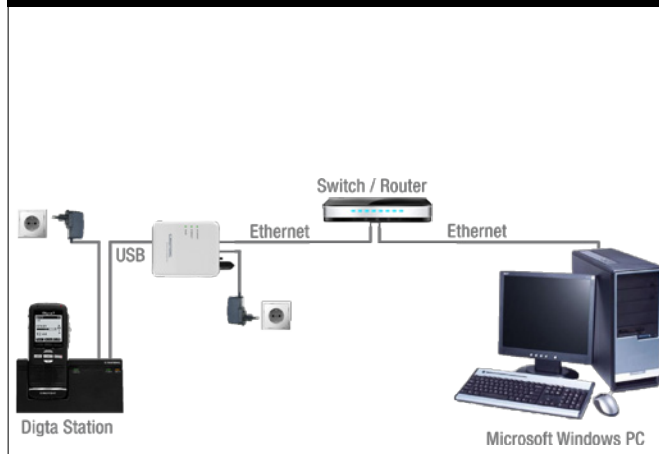 Switch / Router
Ethernet
Ethernet
USB
Digta Station
Microsoft Windows PC